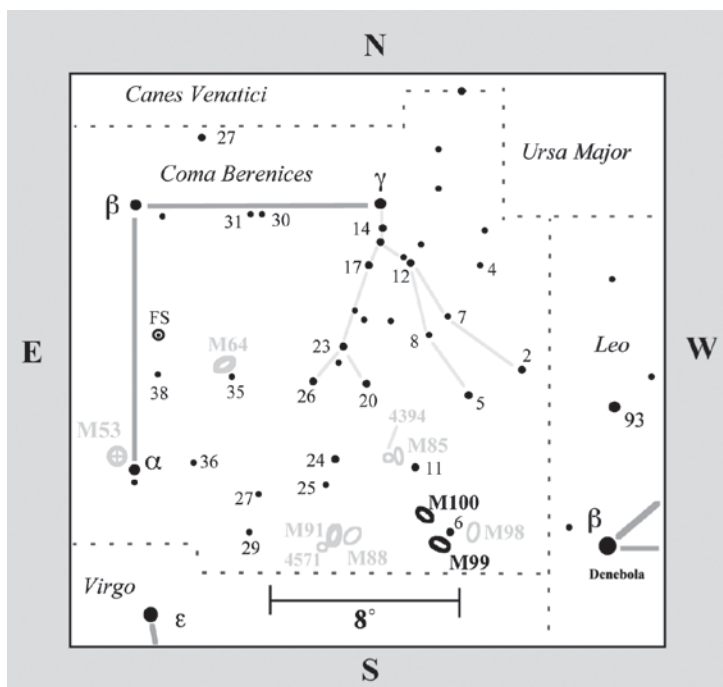 N
Canes Venatici
27
Ursa Major
Coma Berenices
γ
β
31 30
14
17
12
4
FS
7
8
E
M64
23
Leo
W
2
38
35
26
20
5
93
4394
M53
M85
α
36
24
11
25
27
M100
β
6
M91
M98
29
M88
4571
M99
Denebola
Virgo
ε
8°
S